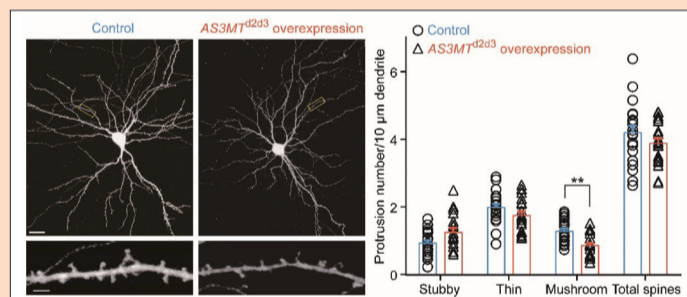 Control
AS3MT^d2d3 overexpression
Control
AS3MT^d2d3 overexpression
Protrusion number/10 μm dendrite
6
4
2
0
**
Stubby
Thin
Mushroom
Total spines